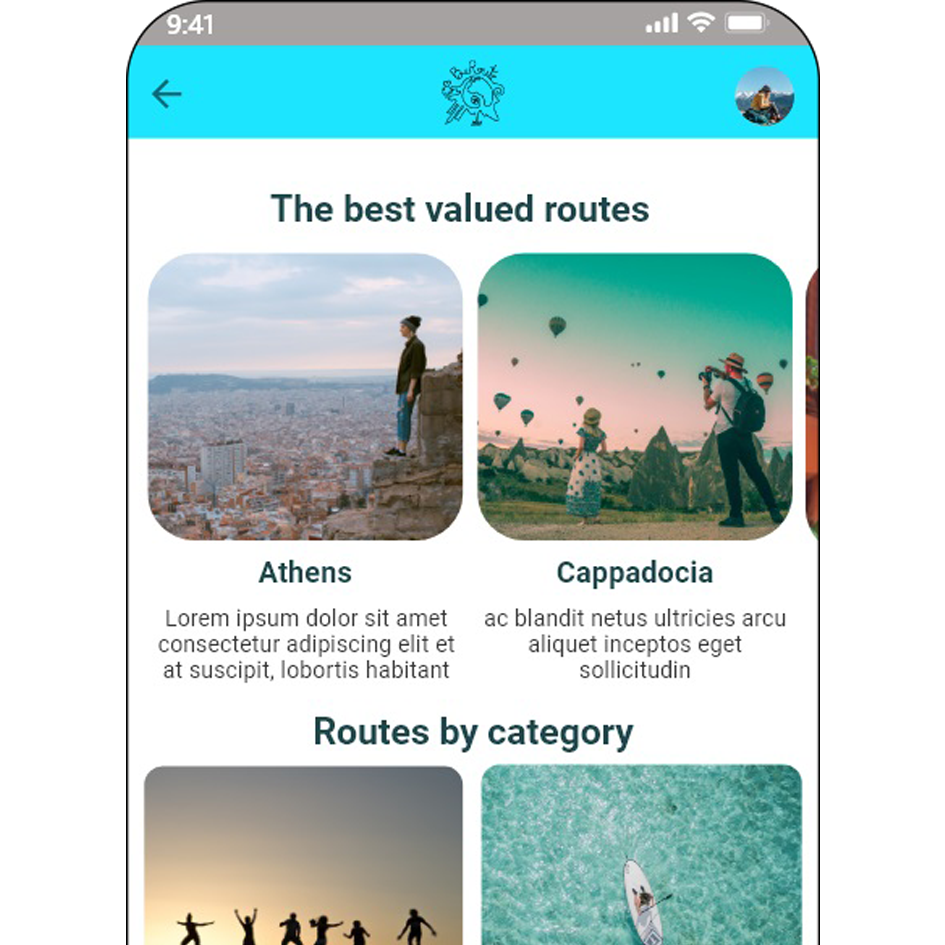 9:41
BeRoute
The best valued routes
Athens
Cappadocia
Lorem ipsum dolor sit amet
consectetur adipiscing elit et
at suscipit, lobortis habitant
ac blandit netus ultricies arcu
aliquet inceptos eget
sollicitudin
Routes by category